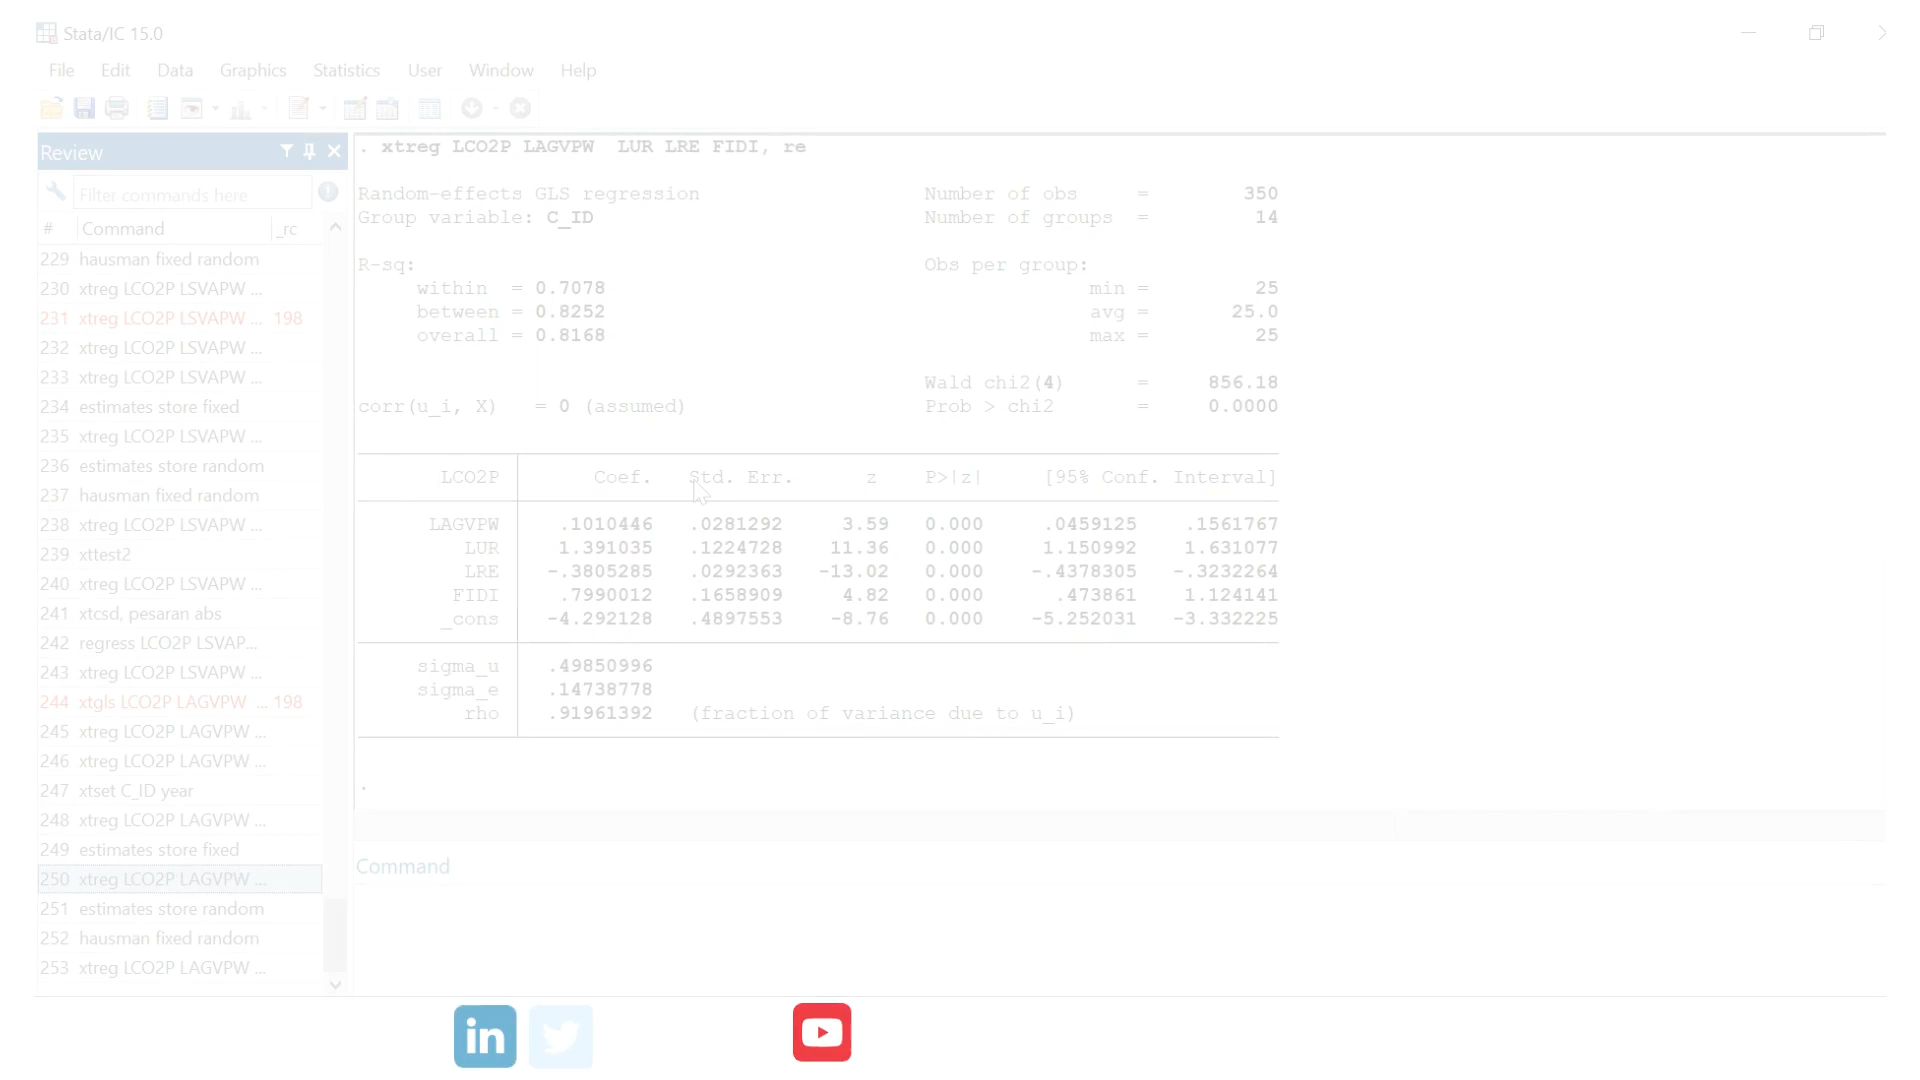 Stata/IC 15.0
File Edit Data Graphics Statistics User Window Help
Review
Filter commands here
# Command _rc
229 hausman fixed random
230 xtreg LCO2P LSVAPW ...
231 xtreg LCO2P LSVAPW ... 198
232 xtreg LCO2P LSVAPW ...
233 xtreg LCO2P LSVAPW ...
234 estimates store fixed
235 xtreg LCO2P LSVAPW ...
236 estimates store random
237 hausman fixed random
238 xtreg LCO2P LSVAPW ...
239 xttest2
240 xtreg LCO2P LSVAPW ...
241 xtcsd, pesaran abs
242 regress LCO2P LSVAP...
243 xtreg LCO2P LSVAPW ...
244 xtgls LCO2P LAGVPW ... 198
245 xtreg LCO2P LAGVPW ...
246 xtreg LCO2P LAGVPW ...
247 xtset C_ID year
248 xtreg LCO2P LAGVPW ...
249 estimates store fixed
250 xtreg LCO2P LAGVPW ...
251 estimates store random
252 hausman fixed random
253 xtreg LCO2P LAGVPW ...
. xtreg LCO2P LAGVPW  LUR LRE FIDI, re
Random-effects GLS regression Number of obs = 350
Group variable: C_ID Number of groups = 14
R-sq: Obs per group:
within = 0.7078 min = 25
between = 0.8252 avg = 25.0
overall = 0.8168 max = 25
Wald chi2(4) = 856.18
corr(u_i, X) = 0 (assumed) Prob > chi2 = 0.0000
LCO2P Coef. Std. Err. z P>|z| [95% Conf. Interval]
LAGVPW .1010446 .0281292 3.59 0.000 .0459125 .1561767
LUR 1.391035 .1224728 11.36 0.000 1.150992 1.631077
LRE -.3805285 .0292363 -13.02 0.000 -.4378305 -.3232264
FIDI .7990012 .1658909 4.82 0.000 .473861 1.124141
_cons -4.292128 .4897553 -8.76 0.000 -5.252031 -3.332225
sigma_u .49850996
sigma_e .14738778
rho .91961392 (fraction of variance due to u_i)
.
Command
in